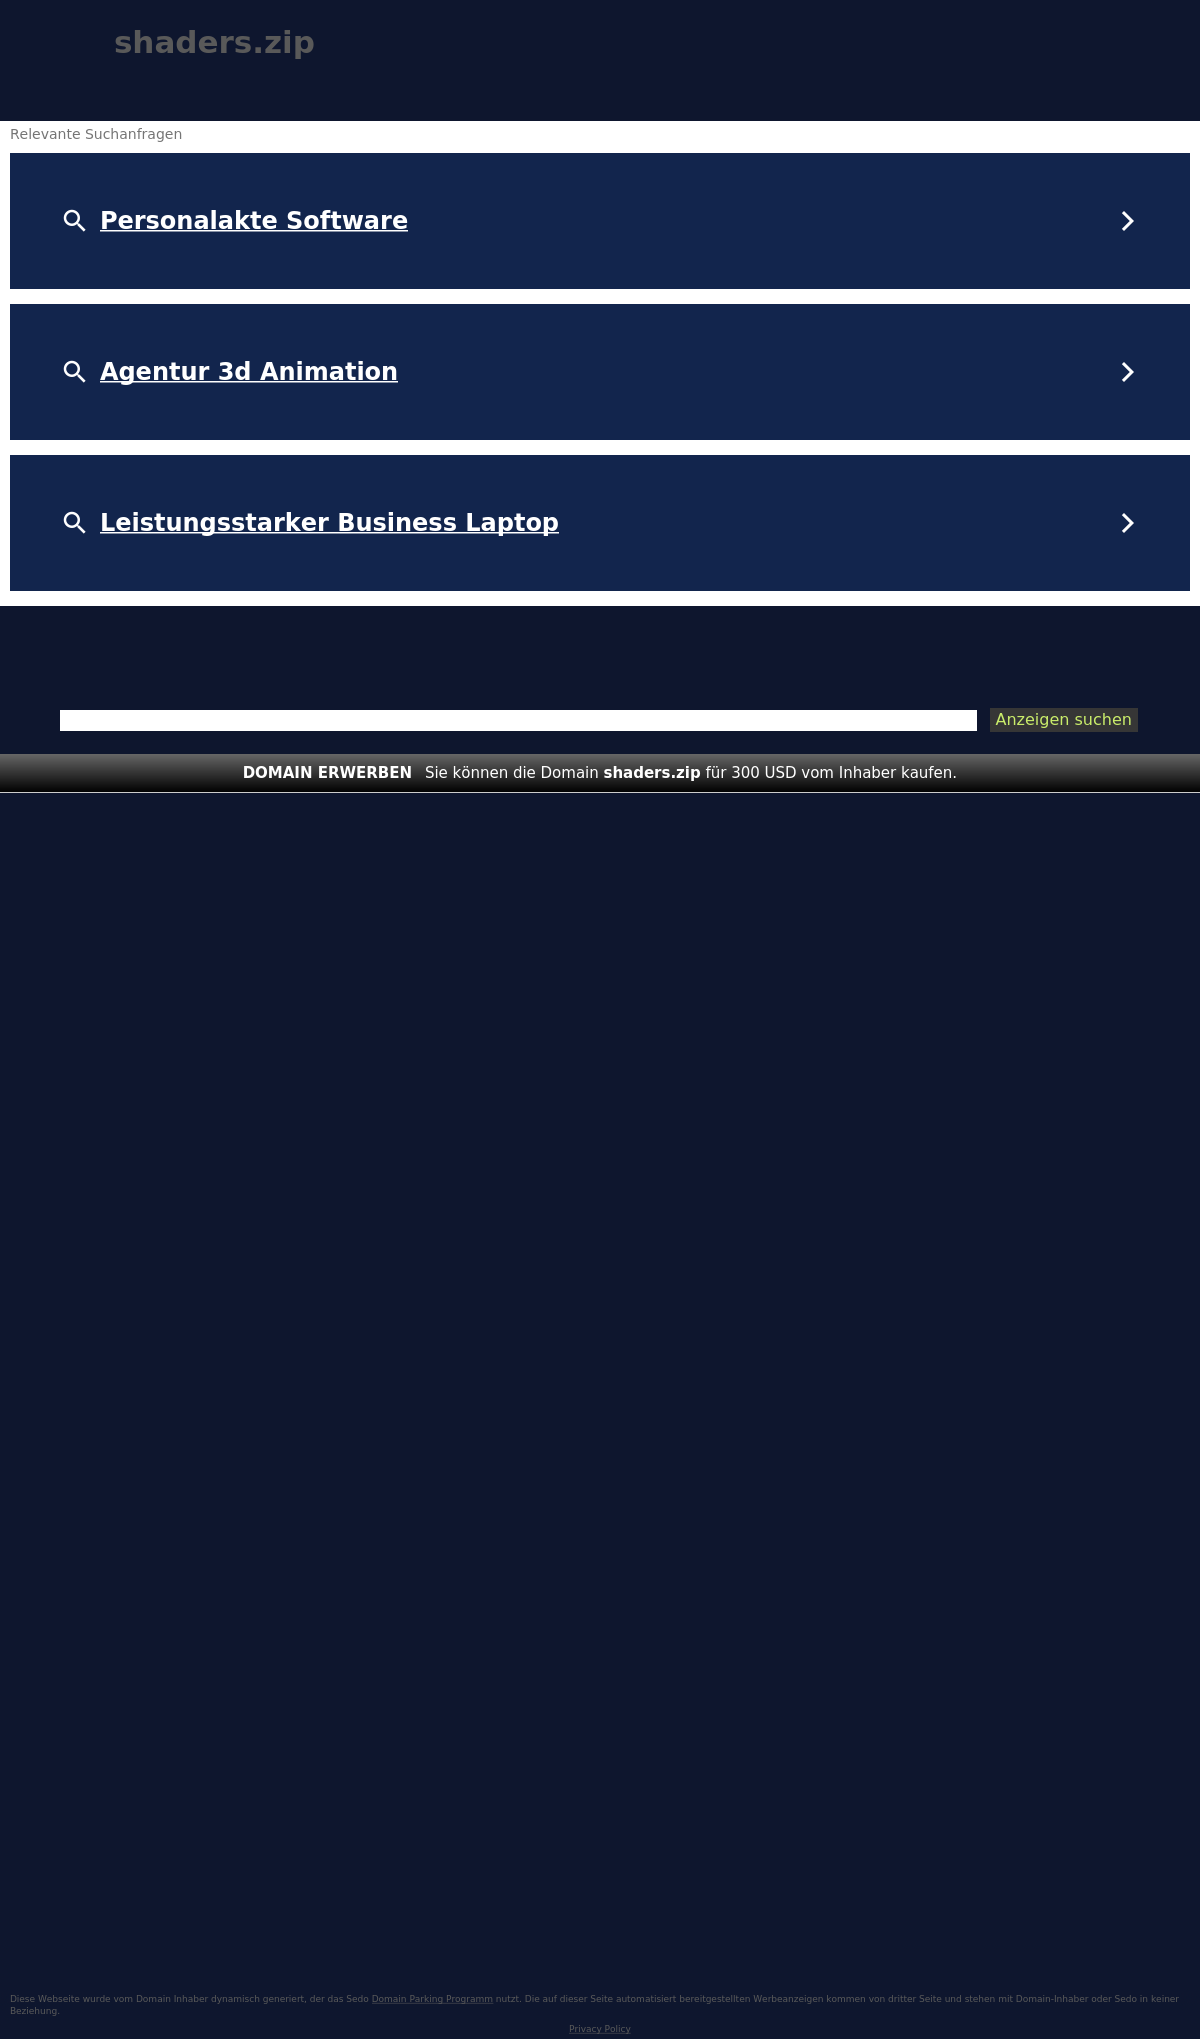 shaders.zip
Relevante Suchanfragen
Personalakte Software
Agentur 3d Animation
Leistungsstarker Business Laptop
Anzeigen suchen
DOMAIN ERWERBEN Sie können die Domain shaders.zip für 300 USD vom Inhaber kaufen.
Diese Webseite wurde vom Domain Inhaber dynamisch generiert, der das Sedo Domain Parking Programm nutzt. Die auf dieser Seite automatisiert bereitgestellten Werbeanzeigen kommen von dritter Seite und stehen mit Domain-Inhaber oder Sedo in keiner
Beziehung.
Privacy Policy